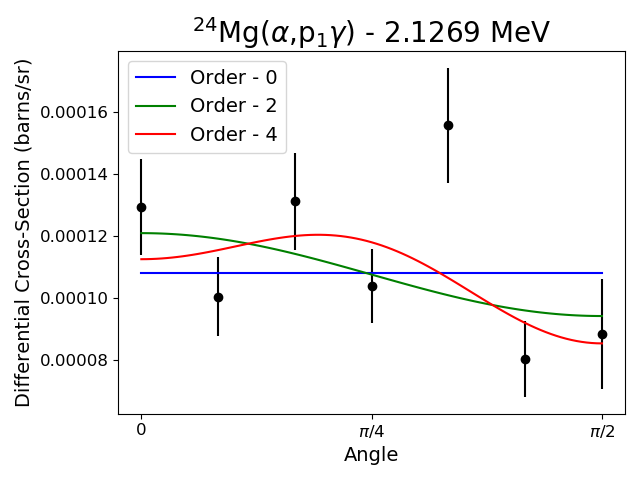 ²⁴Mg(α,p₁γ) - 2.1269 MeV
Order - 0
Order - 2
Order - 4
Differential Cross-Section (barns/sr)
0.00016
0.00014
0.00012
0.00010
0.00008
0
π/4
π/2
Angle